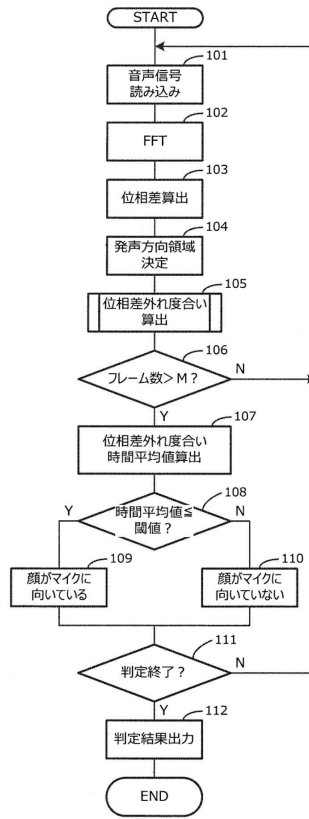 START
101
音声信号
読み込み
102
FFT
103
位相差算出
104
発声方向領域
決定
105
位相差外れ度合い
算出
106
フレーム数>M?
N
Y
107
位相差外れ度合い
時間平均値算出
108
Y
時間平均値≦
閾値?
N
109
顔がマイクに
向いている
110
顔がマイクに
向いていない
111
判定終了?
N
Y
112
判定結果出力
END